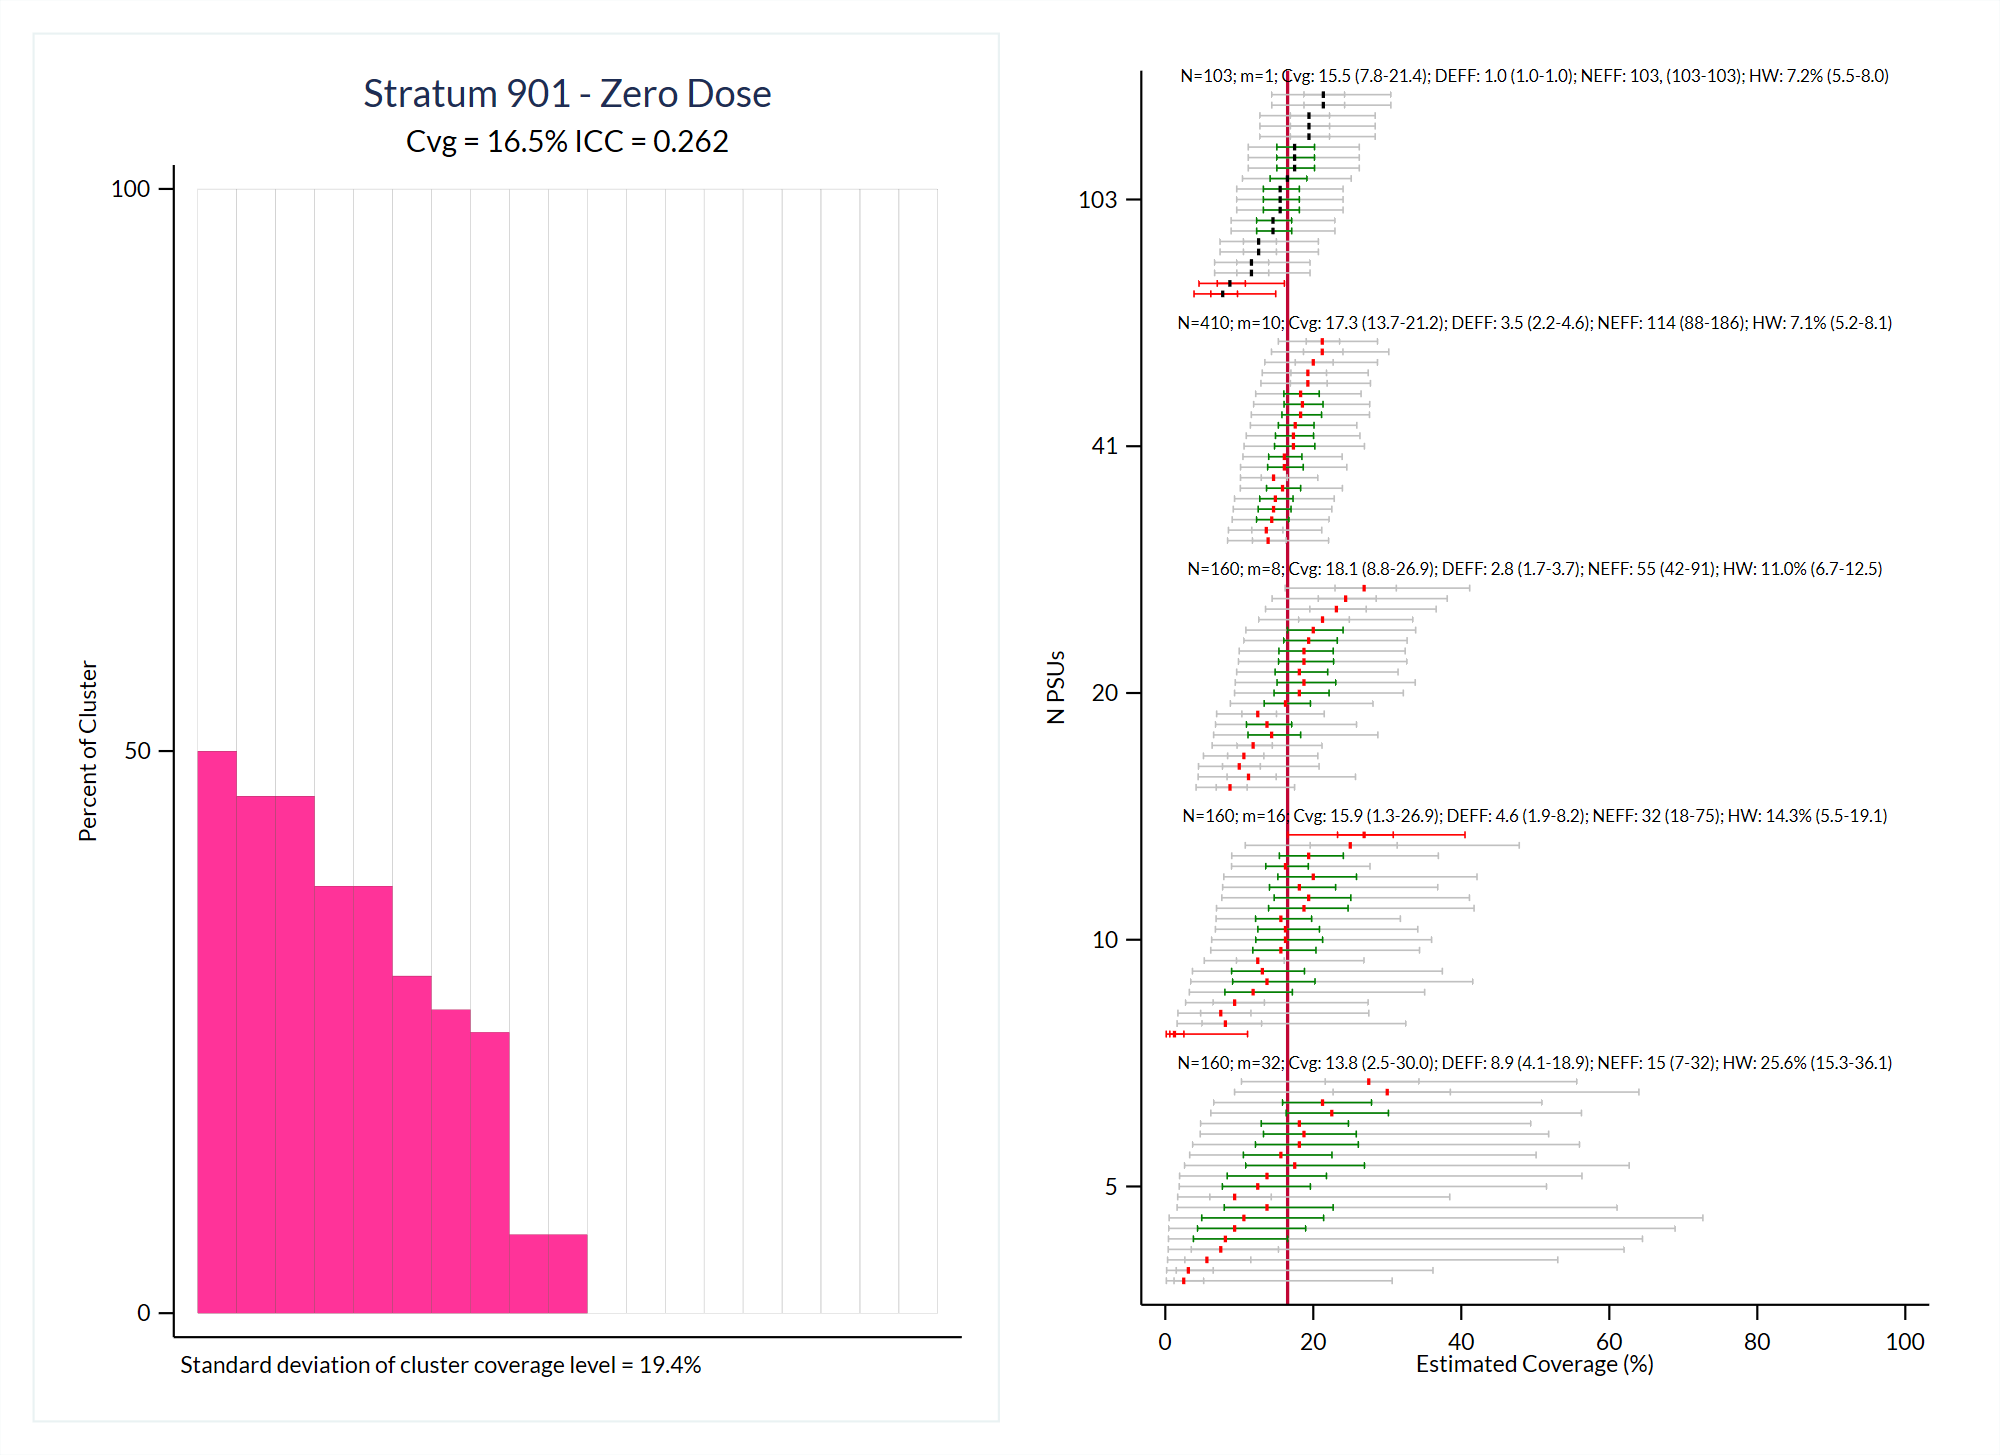 Stratum 901 - Zero Dose
Cvg = 16.5% ICC = 0.262
100
50
0
Percent of Cluster
Standard deviation of cluster coverage level = 19.4%
N=103; m=1; Cvg: 15.5 (7.8-21.4); DEFF: 1.0 (1.0-1.0); NEFF: 103, (103-103); HW: 7.2% (5.5-8.0)
103
N=410; m=10; Cvg: 17.3 (13.7-21.2); DEFF: 3.5 (2.2-4.6); NEFF: 114 (88-186); HW: 7.1% (5.2-8.1)
41
N=160; m=8; Cvg: 18.1 (8.8-26.9); DEFF: 2.8 (1.7-3.7); NEFF: 55 (42-91); HW: 11.0% (6.7-12.5)
20
N PSUs
N=160; m=16; Cvg: 15.9 (1.3-26.9); DEFF: 4.6 (1.9-8.2); NEFF: 32 (18-75); HW: 14.3% (5.5-19.1)
10
N=160; m=32; Cvg: 13.8 (2.5-30.0); DEFF: 8.9 (4.1-18.9); NEFF: 15 (7-32); HW: 25.6% (15.3-36.1)
5
0 20 40 60 80 100
Estimated Coverage (%)